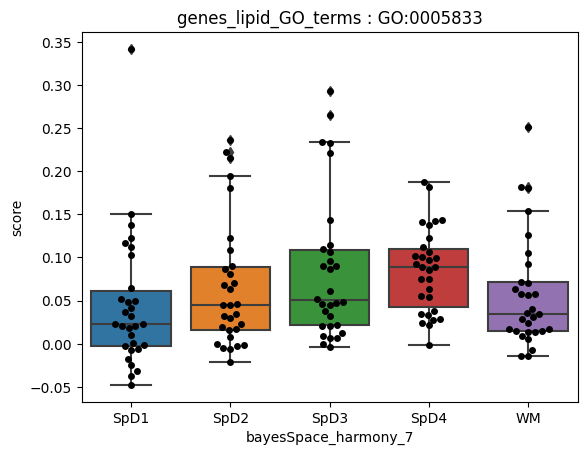 genes_lipid_GO_terms : GO:0005833
0.35
0.30
0.25
0.20
0.15
0.10
0.05
0.00
−0.05
score
SpD1 SpD2 SpD3 SpD4 WM
bayesSpace_harmony_7